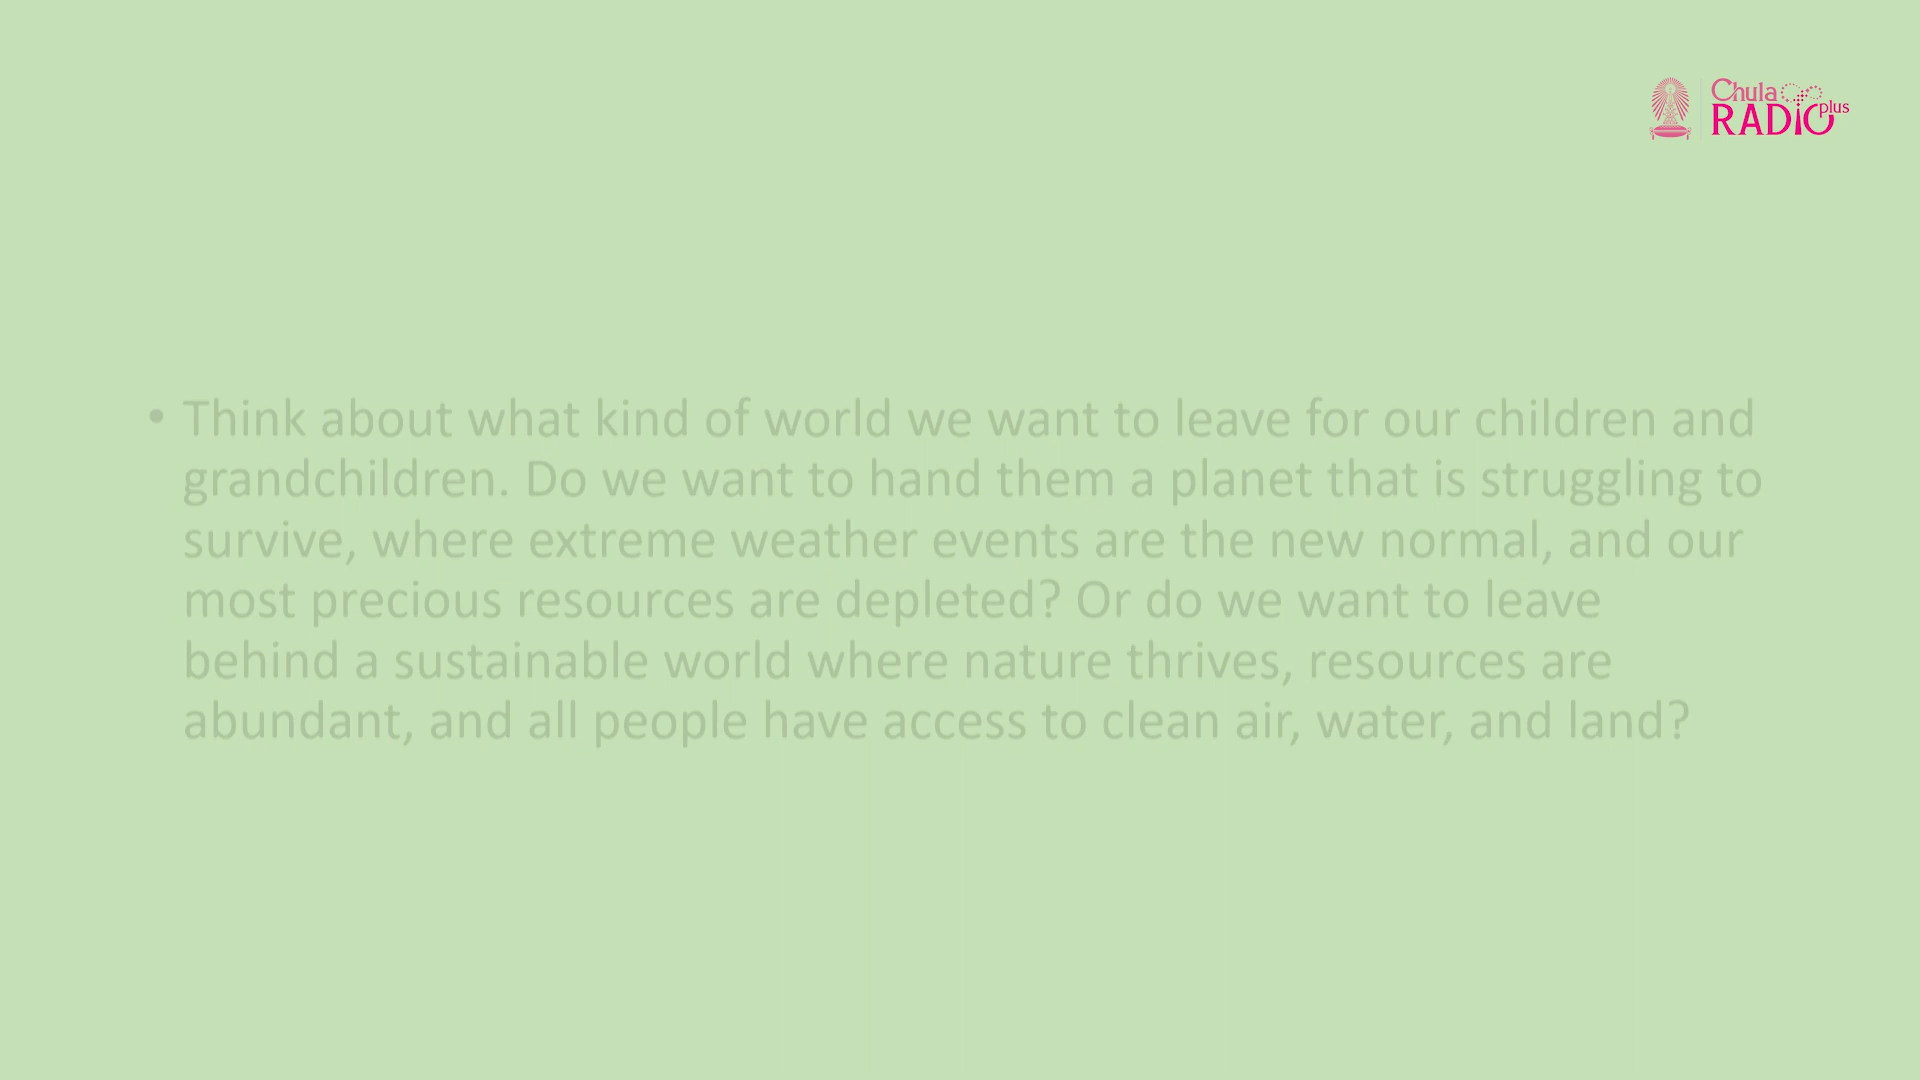 Chula
RADIO plus
• Think about what kind of world we want to leave for our children and
grandchildren. Do we want to hand them a planet that is struggling to
survive, where extreme weather events are the new normal, and our
most precious resources are depleted? Or do we want to leave
behind a sustainable world where nature thrives, resources are
abundant, and all people have access to clean air, water, and land?